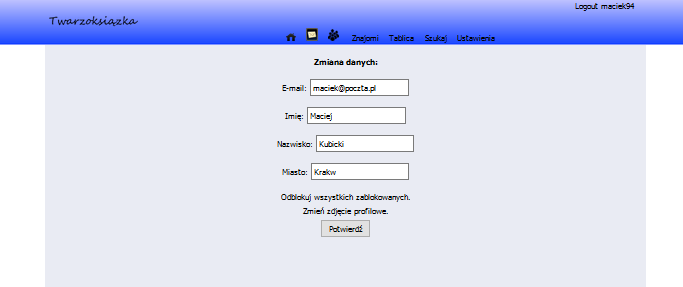 Logout maciek94
Twarzoksiązka
Znajomi Tablica Szukaj Ustawienia
Zmiana danych:
E-mail: maciek@poczta.pl
Imię: Maciej
Nazwisko: Kubicki
Miasto: Krakw
Odblokuj wszystkich zablokowanych.
Zmień zdjęcie profilowe.
Potwierdź